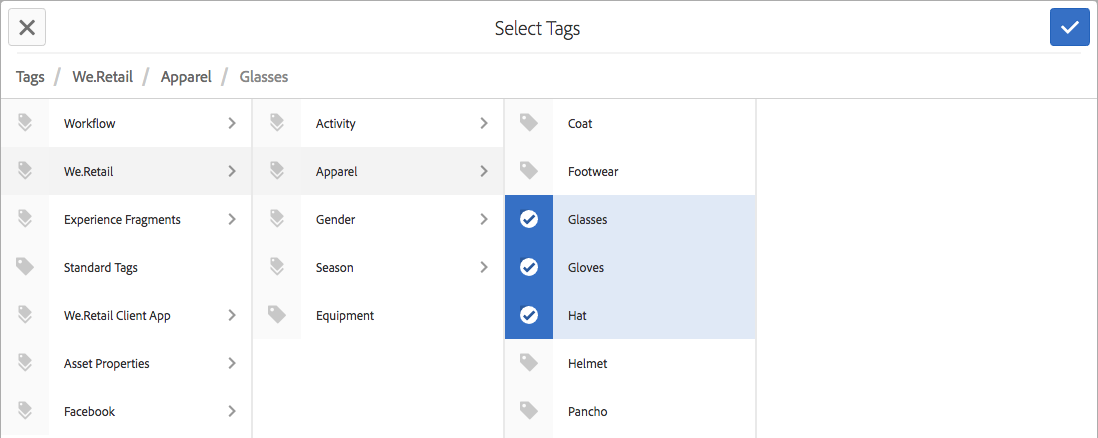 Select Tags
Tags / We.Retail / Apparel / Glasses
Workflow
We.Retail
Experience Fragments
Standard Tags
We.Retail Client App
Asset Properties
Facebook
Activity
Apparel
Gender
Season
Equipment
Coat
Footwear
Glasses
Gloves
Hat
Helmet
Pancho